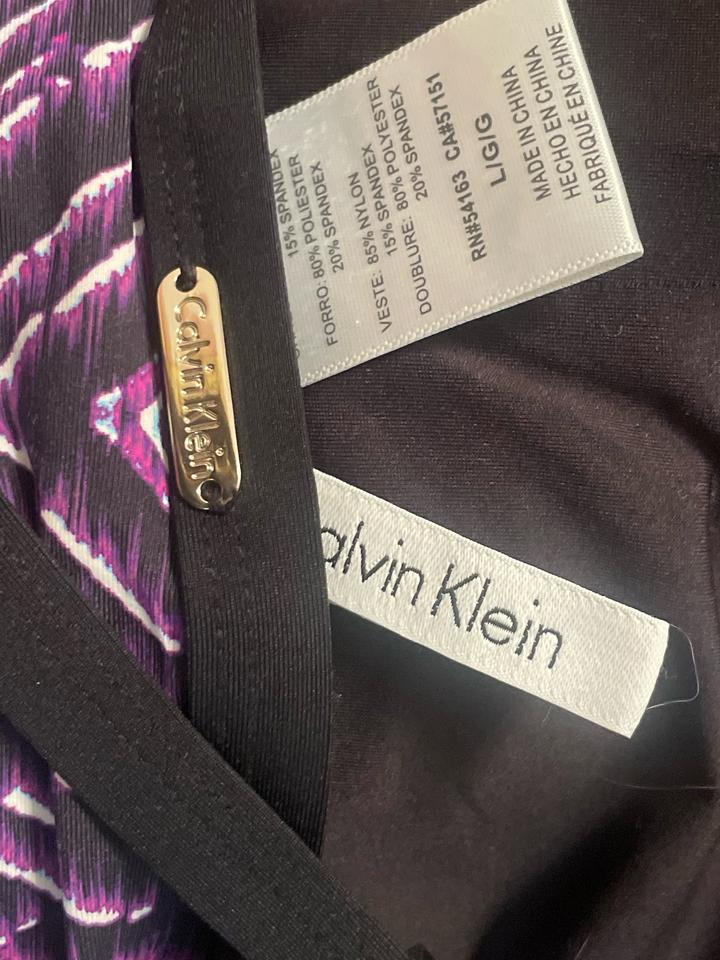 15% SPANDEX
FORRO: 80% POLIESTER
20% SPANDEX
VESTE: 85% NYLON
15% SPANDEX
DOUBLURE: 80% POLYESTER
20% SPANDEX
RN#54163 CA#57151
L/G/G
MADE IN CHINA
HECHO EN CHINA
FABRIQUÉ EN CHINE
Calvin Klein
alvin Klein